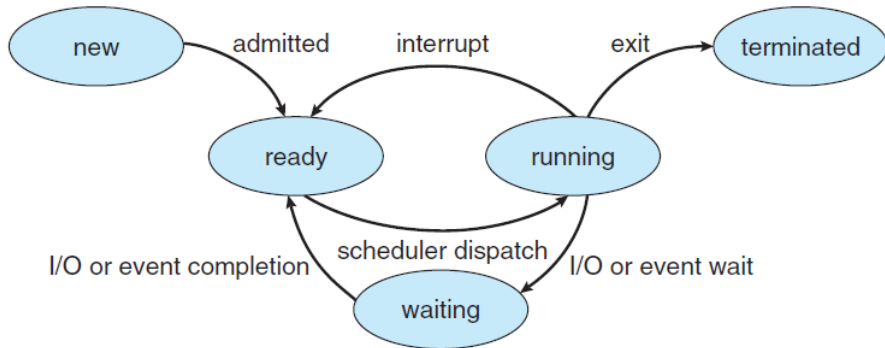 new
admitted
interrupt
exit
terminated
ready
running
scheduler dispatch
I/O or event completion
I/O or event wait
waiting